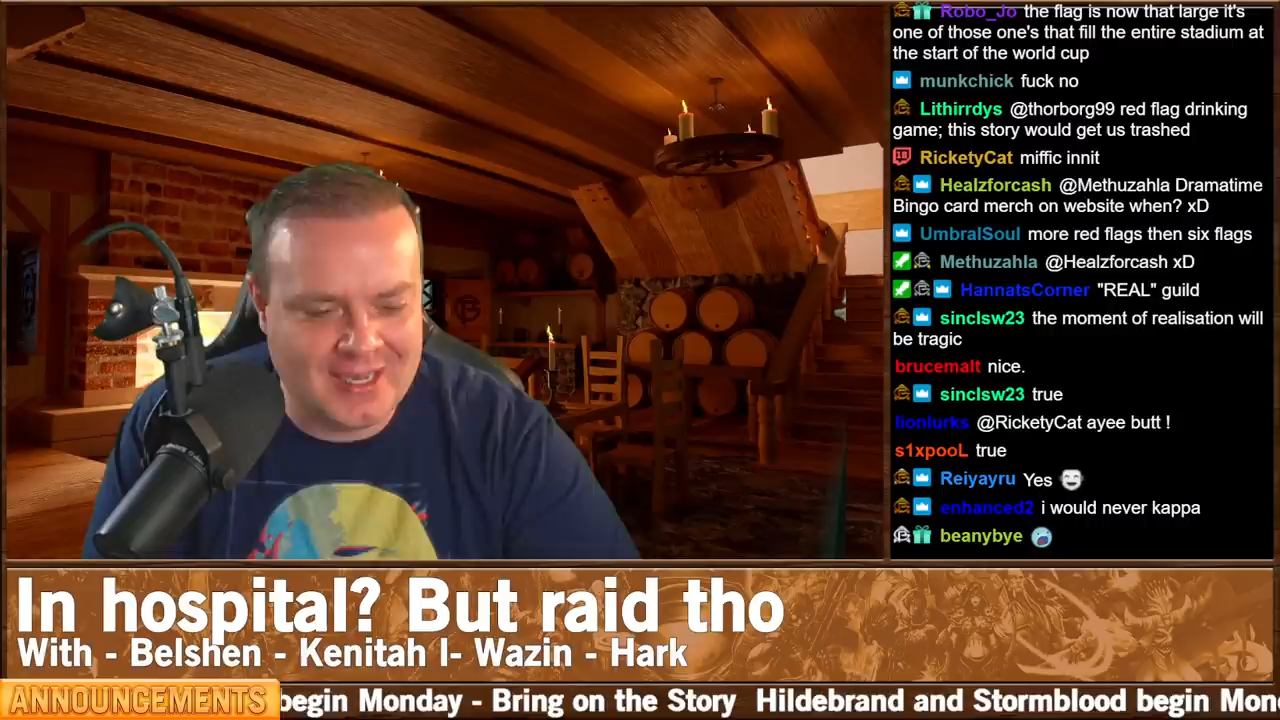 Robo_Jo the flag is now that large it's
one of those one's that fill the entire stadium at
the start of the world cup
munkchick fuck no
Lithirrdys @thorborg99 red flag drinking
game; this story would get us trashed
RicketyCat miffic innit
Healzforcash @Methuzahla Dramatime
Bingo card merch on website when? xD
UmbralSoul more red flags then six flags
Methuzahla @Healzforcash xD
HannatsCorner "REAL" guild
sinclsw23 the moment of realisation will
be tragic
brucemalt nice.
sinclsw23 true
lionlurks @RicketyCat ayee butt !
s1xpooL true
Reiyayru Yes
enhanced2 i would never kappa
beanybye
In hospital? But raid tho
With - Belshen - Kenitah I- Wazin - Hark
ANNOUNCEMENTS begin Monday - Bring on the Story Hildebrand and Stormblood begin Mon